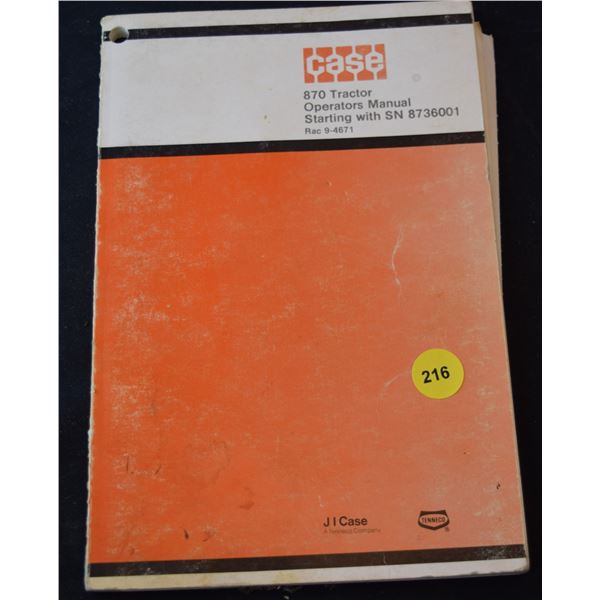 case
870 Tractor
Operators Manual
Starting with SN 8736001
Rac 9-4671
216
J I Case
A Tenneco Company
TENNECO
®